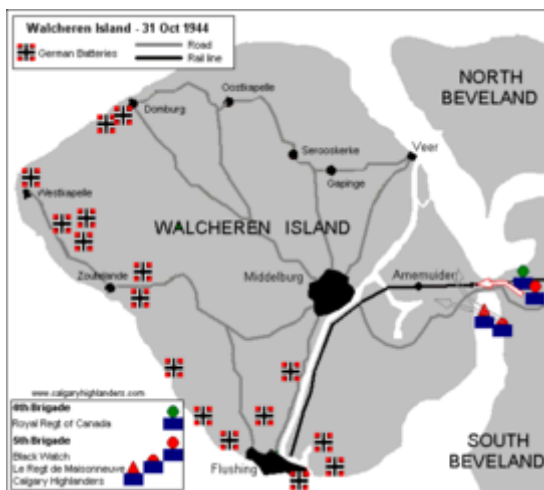 Walcheren Island - 31 Oct 1944
German Batteries
Road
Rail line
NORTH
BEVELAND
Oostkapelle
Domburg
Serooskerke
Veer
Gapinge
Westkapelle
WALCHEREN ISLAND
Middelburg
Arnemuiden
Zoutelande
www.calgaryhighlanders.com
4th Brigade
Royal Regt of Canada
5th Brigade
Black Watch
Le Regt de Maisonneuve
Calgary Highlanders
Flushing
SOUTH
BEVELAND